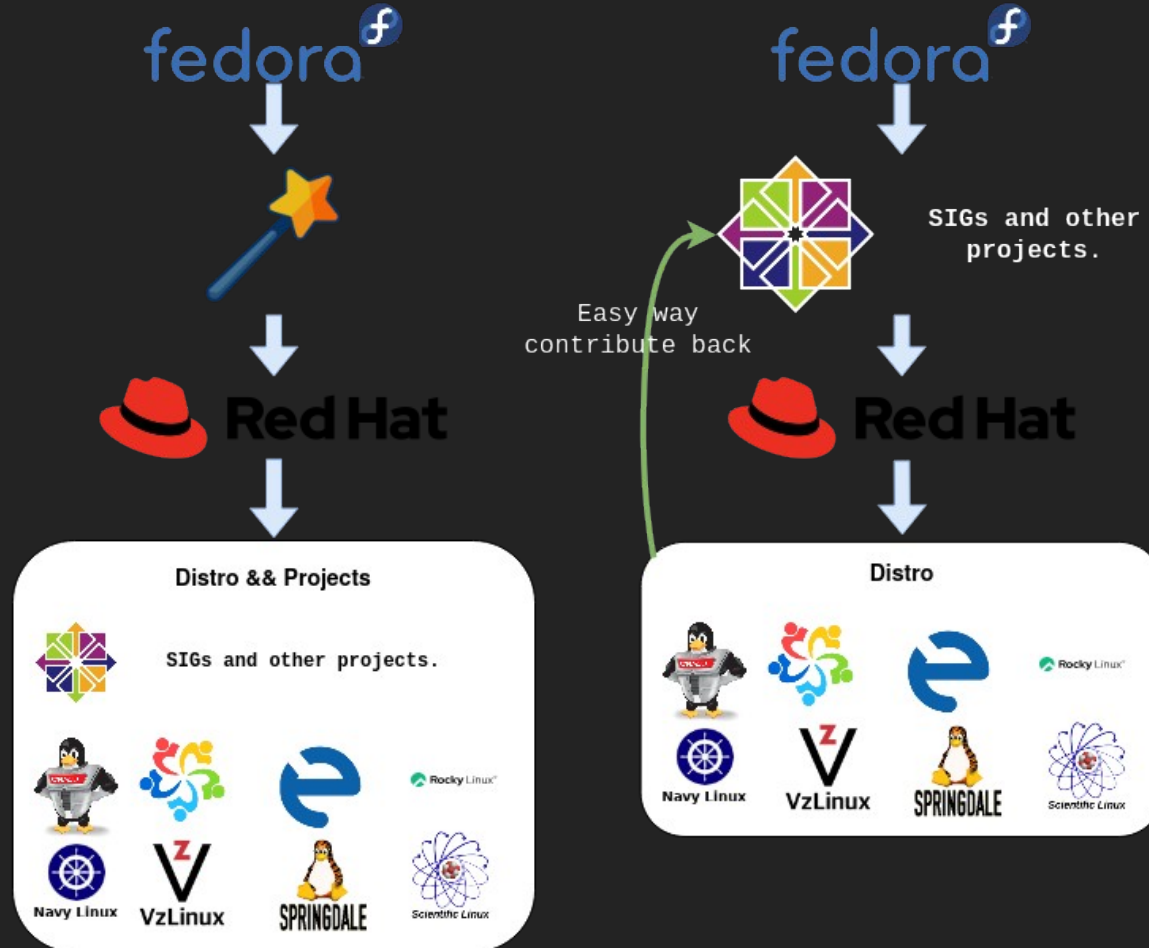 fedora
Red Hat
Distro && Projects
SIGs and other projects.
Rocky Linux
Navy Linux
VzLinux
SPRINGDALE
Scientific Linux
fedora
SIGs and other
projects.
Easy way
contribute back
Red Hat
Distro
Rocky Linux
Navy Linux
VzLinux
SPRINGDALE
Scientific Linux